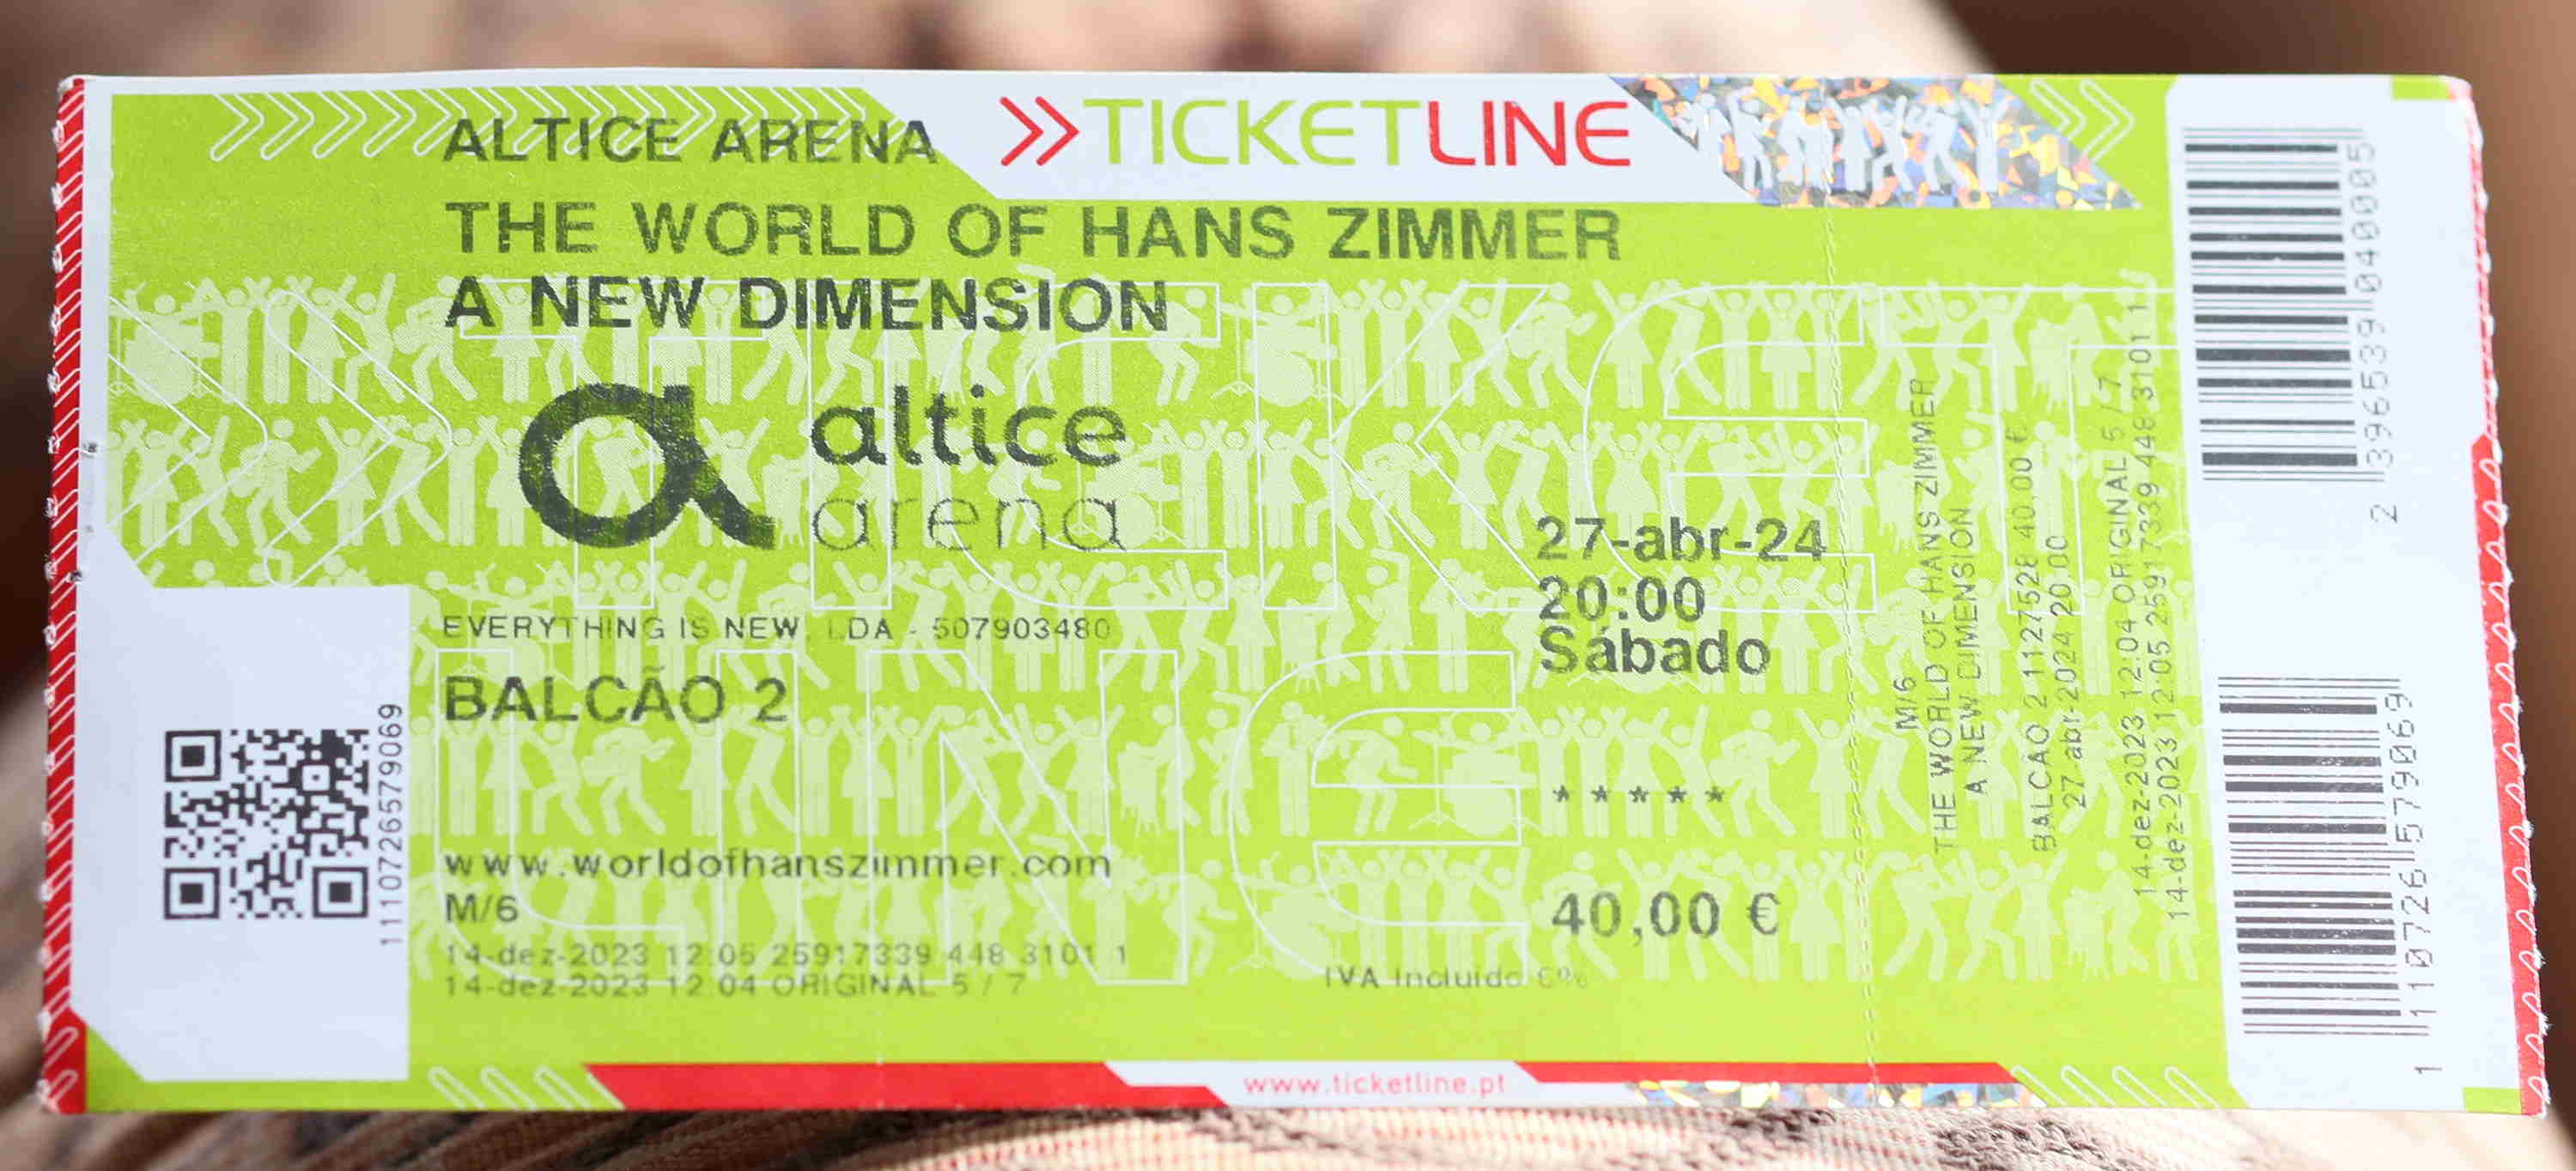 ALTICE ARENA
TICKETLINE
THE WORLD OF HANS ZIMMER
A NEW DIMENSION
altice
arena
27-abr-24
20:00
Sábado
EVERYTHING IS NEW, LDA - 507903480
BALCÃO 2
*****
www.worldofhanszimmer.com
M/6
40,00 €
14-dez-2023 12:05 25917339 448 3101 1
14-dez-2023 12:04 ORIGINAL 5 / 7
IVA Incluido
www.ticketline.pt
1110726579069
M/6
THE WORLD OF HANS ZIMMER
A NEW DIMENSION
BALCAO 2 1127528 40,00 €
27-abr-2024 20:00
14-dez-2023 12:04 ORIGINAL 5 / 7
14-dez-2023 12:05 25917339 448 3101 1
2 396539 040005
1 110726 579069
TICKET
LINE